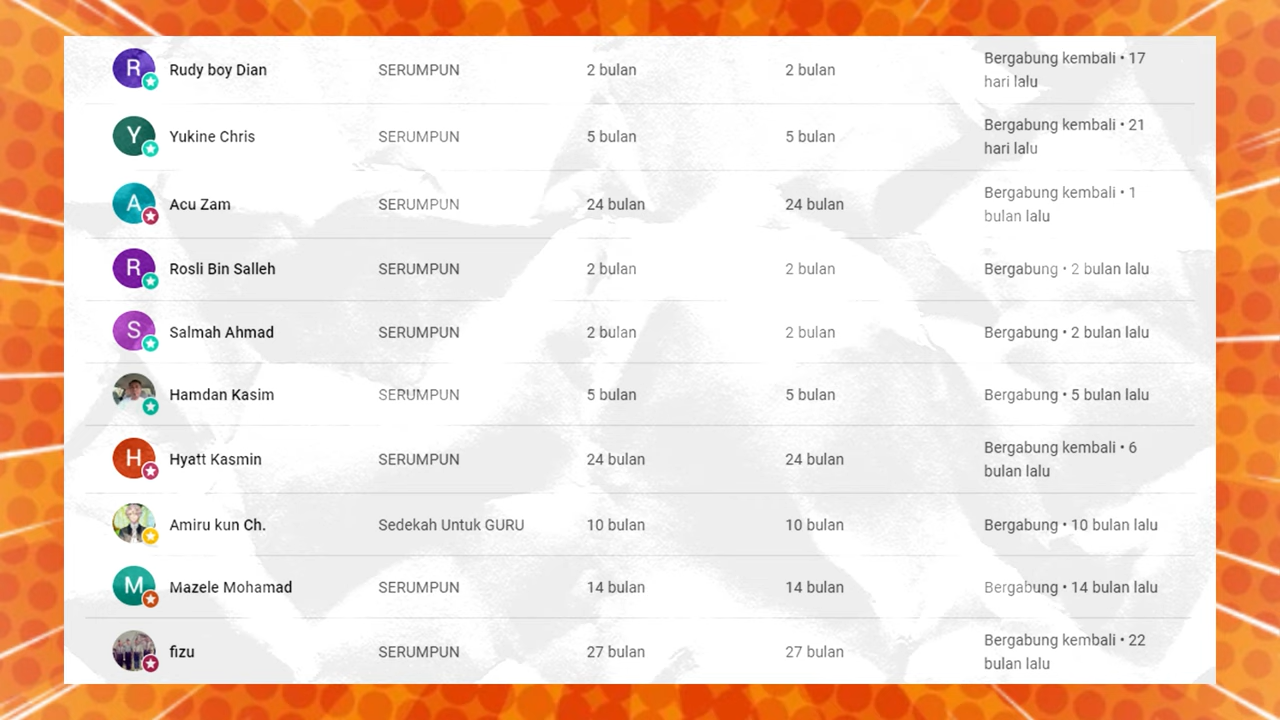 R Rudy boy Dian SERUMPUN 2 bulan 2 bulan Bergabung kembali • 17
hari lalu
Y Yukine Chris SERUMPUN 5 bulan 5 bulan Bergabung kembali • 21
hari lalu
A Acu Zam SERUMPUN 24 bulan 24 bulan Bergabung kembali • 1
bulan lalu
R Rosli Bin Salleh SERUMPUN 2 bulan 2 bulan Bergabung • 2 bulan lalu
S Salmah Ahmad SERUMPUN 2 bulan 2 bulan Bergabung • 2 bulan lalu
Hamdan Kasim SERUMPUN 5 bulan 5 bulan Bergabung • 5 bulan lalu
H Hyatt Kasmin SERUMPUN 24 bulan 24 bulan Bergabung kembali • 6
bulan lalu
Amiru kun Ch. Sedekah Untuk GURU 10 bulan 10 bulan Bergabung • 10 bulan lalu
M Mazele Mohamad SERUMPUN 14 bulan 14 bulan Bergabung • 14 bulan lalu
fizu SERUMPUN 27 bulan 27 bulan Bergabung kembali • 22
bulan lalu